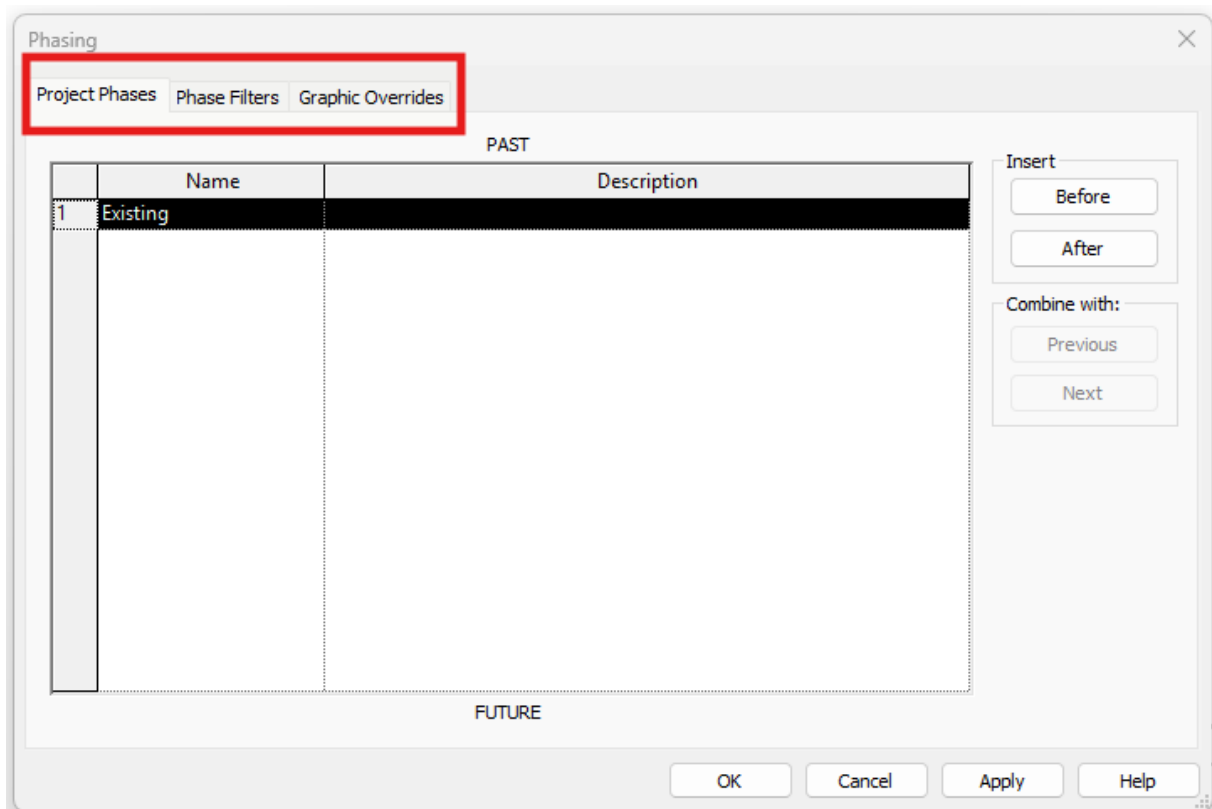 Phasing
Project Phases Phase Filters Graphic Overrides
PAST
Name Description
1 Existing
Insert
Before
After
Combine with:
Previous
Next
FUTURE
OK Cancel Apply Help